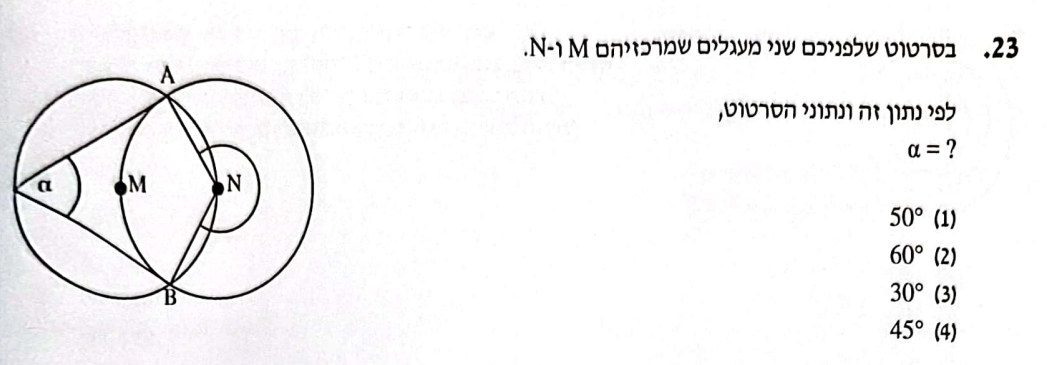 23. בסרטוט שלפניכם שני מעגלים שמרכזיהם M ו-N.
לפי נתון זה ונתוני הסרטוט,
α = ?
(1) 50°
(2) 60°
(3) 30°
(4) 45°
A
α
M
N
B